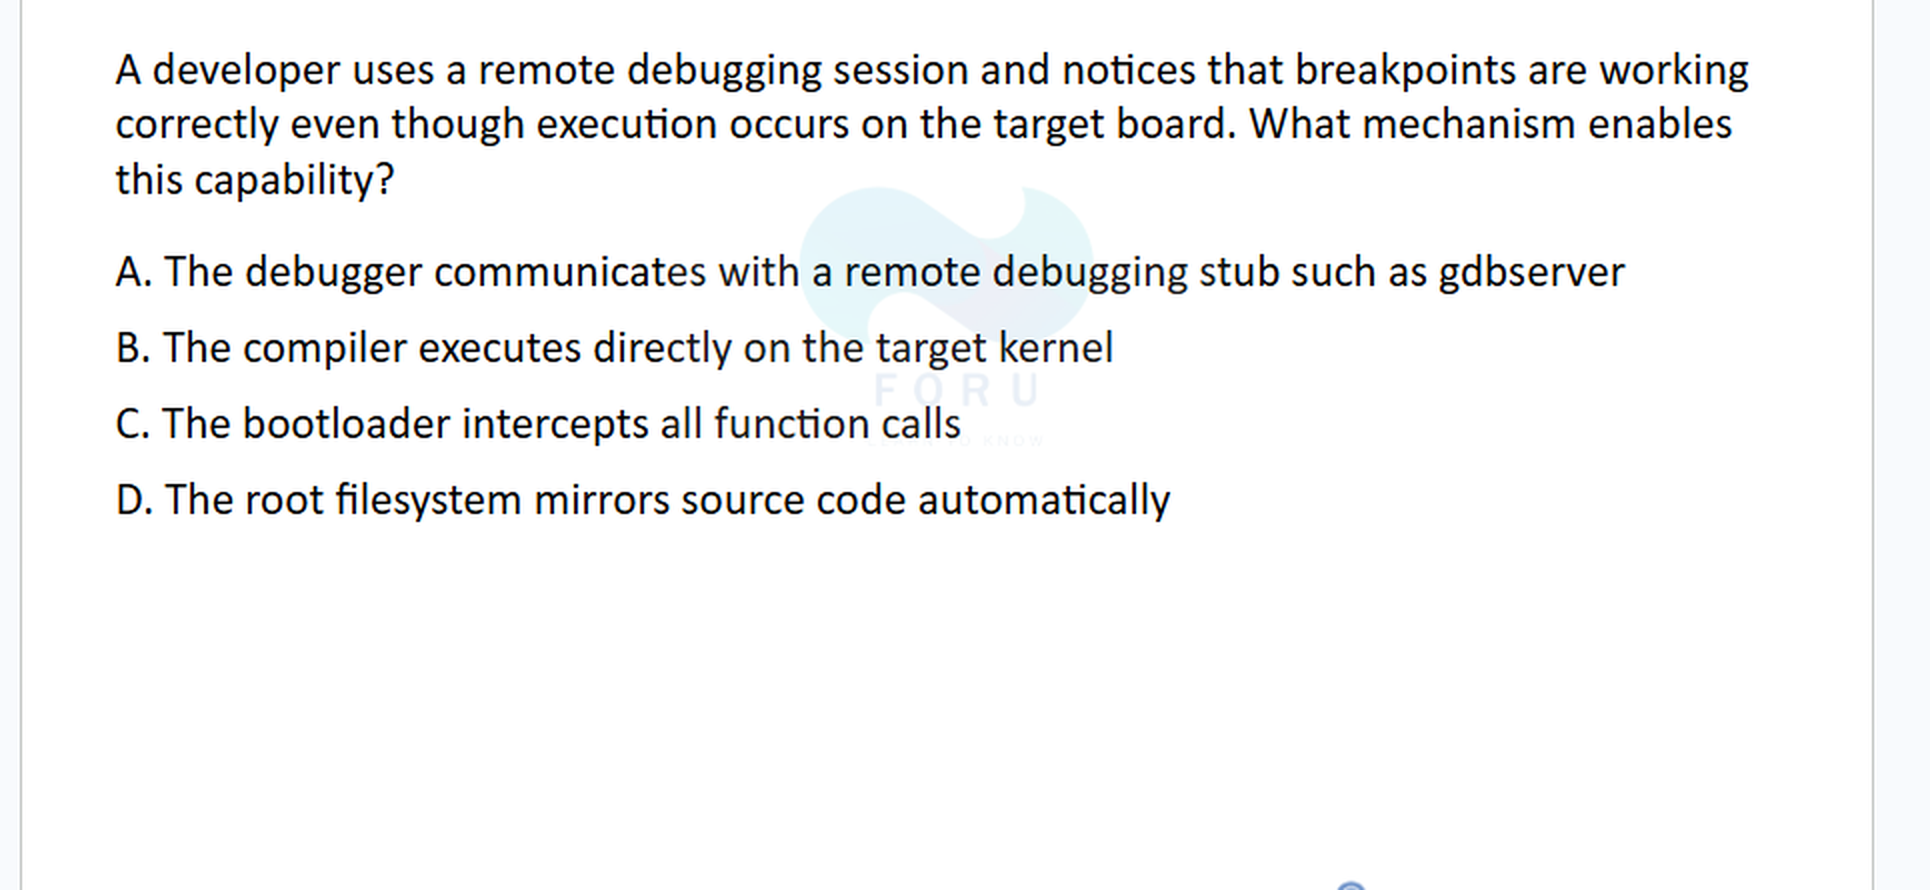 A developer uses a remote debugging session and notices that breakpoints are working
correctly even though execution occurs on the target board. What mechanism enables
this capability?
A. The debugger communicates with a remote debugging stub such as gdbserver
B. The compiler executes directly on the target kernel
FORU
C. The bootloader intercepts all function calls
KNOW
D. The root filesystem mirrors source code automatically